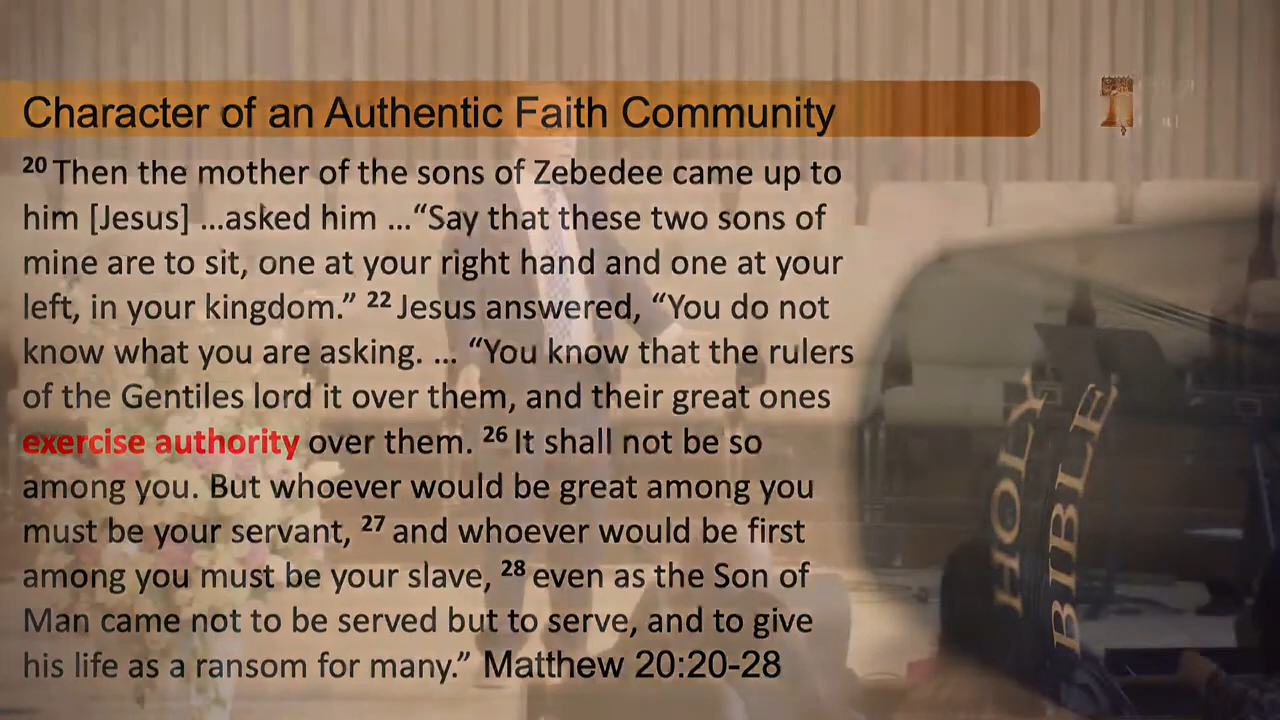 Character of an Authentic Faith Community
20 Then the mother of the sons of Zebedee came up to
him [Jesus] ...asked him ...“Say that these two sons of
mine are to sit, one at your right hand and one at your
left, in your kingdom.” 22 Jesus answered, “You do not
know what you are asking. ... “You know that the rulers
of the Gentiles lord it over them, and their great ones
exercise authority over them. 26 It shall not be so
among you. But whoever would be great among you
must be your servant, 27 and whoever would be first
among you must be your slave, 28 even as the Son of
Man came not to be served but to serve, and to give
his life as a ransom for many.” Matthew 20:20-28
HOLY
BIBLE